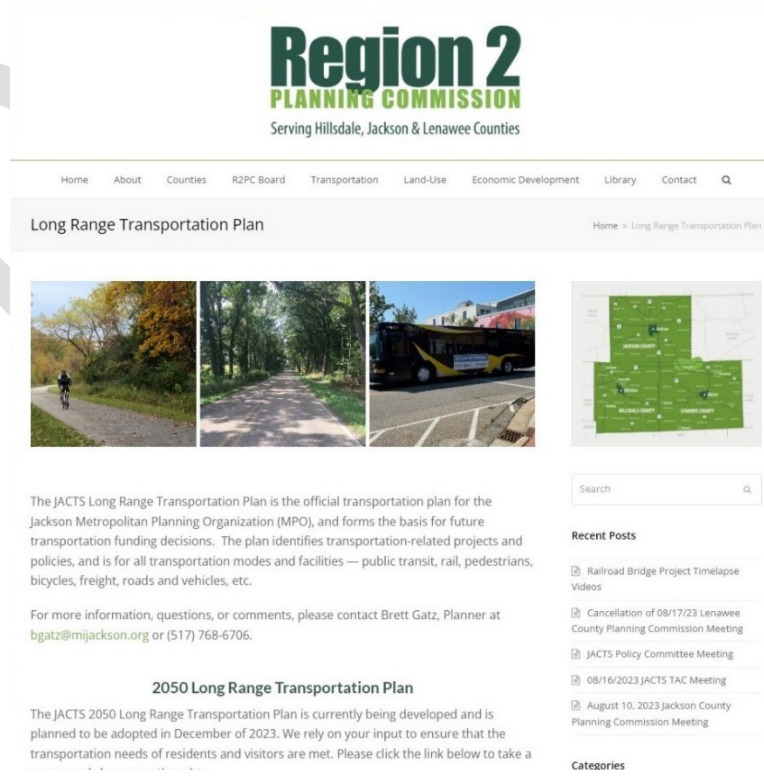 Region 2
PLANNING COMMISSION
Serving Hillsdale, Jackson & Lenawee Counties
Home About Counties R2PC Board Transportation Land-Use Economic Development Library Contact
Long Range Transportation Plan
Home » Long Range Transportation Plan
JACKSON COUNTY
HILLSDALE COUNTY
LENAWEE COUNTY
The JACTS Long Range Transportation Plan is the official transportation plan for the
Jackson Metropolitan Planning Organization (MPO), and forms the basis for future
transportation funding decisions. The plan identifies transportation-related projects and
policies, and is for all transportation modes and facilities — public transit, rail, pedestrians,
bicycles, freight, roads and vehicles, etc.
For more information, questions, or comments, please contact Brett Gatz, Planner at
bgatz@mijackson.org or (517) 768-6706.
2050 Long Range Transportation Plan
The JACTS 2050 Long Range Transportation Plan is currently being developed and is
planned to be adopted in December of 2023. We rely on your input to ensure that the
transportation needs of residents and visitors are met. Please click the link below to take a
Search
Recent Posts
Railroad Bridge Project Timelapse
Videos
Cancellation of 08/17/23 Lenawee
County Planning Commission Meeting
JACTS Policy Committee Meeting
08/16/2023 JACTS TAC Meeting
August 10, 2023 Jackson County
Planning Commission Meeting
Categories